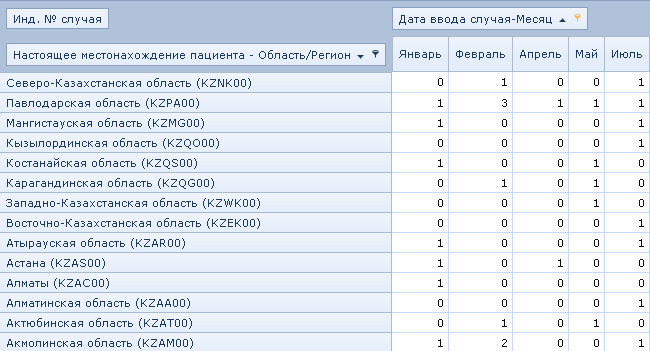 Инд. № случая
Дата ввода случая-Месяц
Настоящее местонахождение пациента - Область/Регион Январь Февраль Апрель Май Июль
Северо-Казахстанская область (KZNK00) 0 1 0 0 1
Павлодарская область (KZPA00) 1 3 1 1 1
Мангистауская область (KZMG00) 1 0 0 0 1
Кызылординская область (KZQO00) 0 0 0 0 1
Костанайская область (KZQS00) 1 0 0 1 0
Карагандинская область (KZQG00) 0 1 0 1 0
Западно-Казахстанская область (KZWK00) 0 0 0 1 0
Восточно-Казахстанская область (KZEK00) 0 0 0 0 1
Атырауская область (KZAR00) 1 0 0 0 1
Астана (KZAS00) 1 0 1 0 0
Алматы (KZAC00) 1 0 0 0 0
Алматинская область (KZAA00) 0 0 0 0 1
Актюбинская область (KZAT00) 0 1 0 1 0
Акмолинская область (KZAM00) 1 2 0 0 1